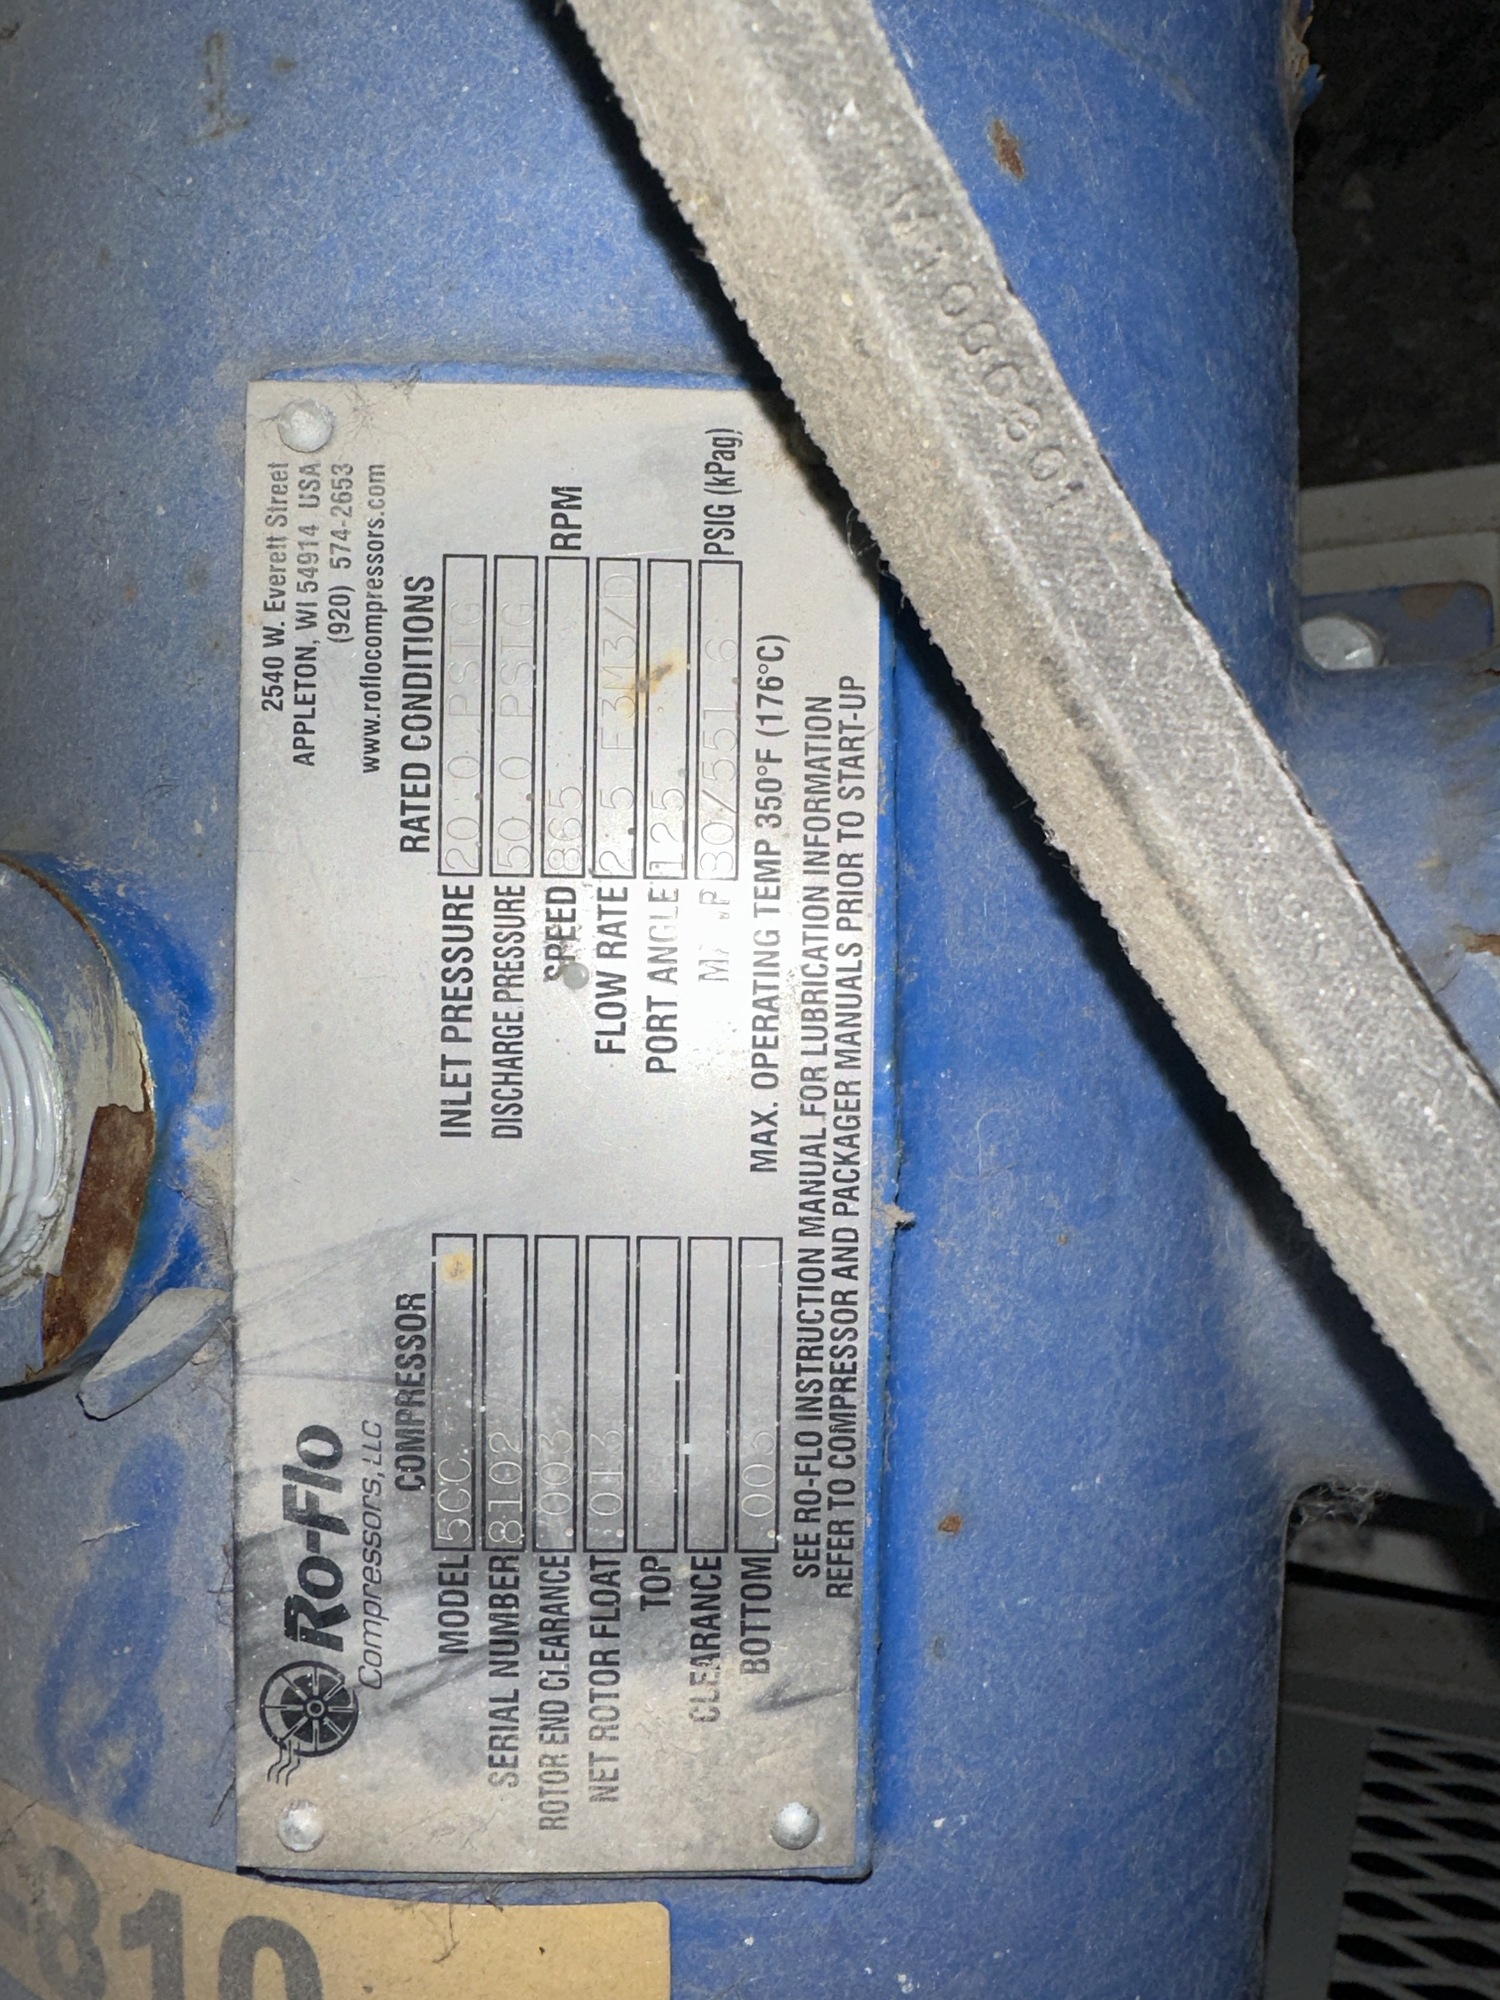 Ro-Flo
Compressors, LLC
2540 W. Everett Street
APPLETON, WI 54914 USA
(920) 574-2653
www.roflocompressors.com
COMPRESSOR
MODEL 5CC
SERIAL NUMBER 8102
ROTOR END CLEARANCE .003
NET ROTOR FLOAT .013
TOP
CLEARANCE
BOTTOM .003
RATED CONDITIONS
INLET PRESSURE 20.0 PSIG
DISCHARGE PRESSURE 50.0 PSIG
SPEED 865 RPM
FLOW RATE 2.5 E3M3/D
PORT ANGLE 125
80/551.6 PSIG (kPag)
MAX. OPERATING TEMP 350°F (176°C)
SEE RO-FLO INSTRUCTION MANUAL FOR LUBRICATION INFORMATION
REFER TO COMPRESSOR AND PACKAGER MANUALS PRIOR TO START-UP
810